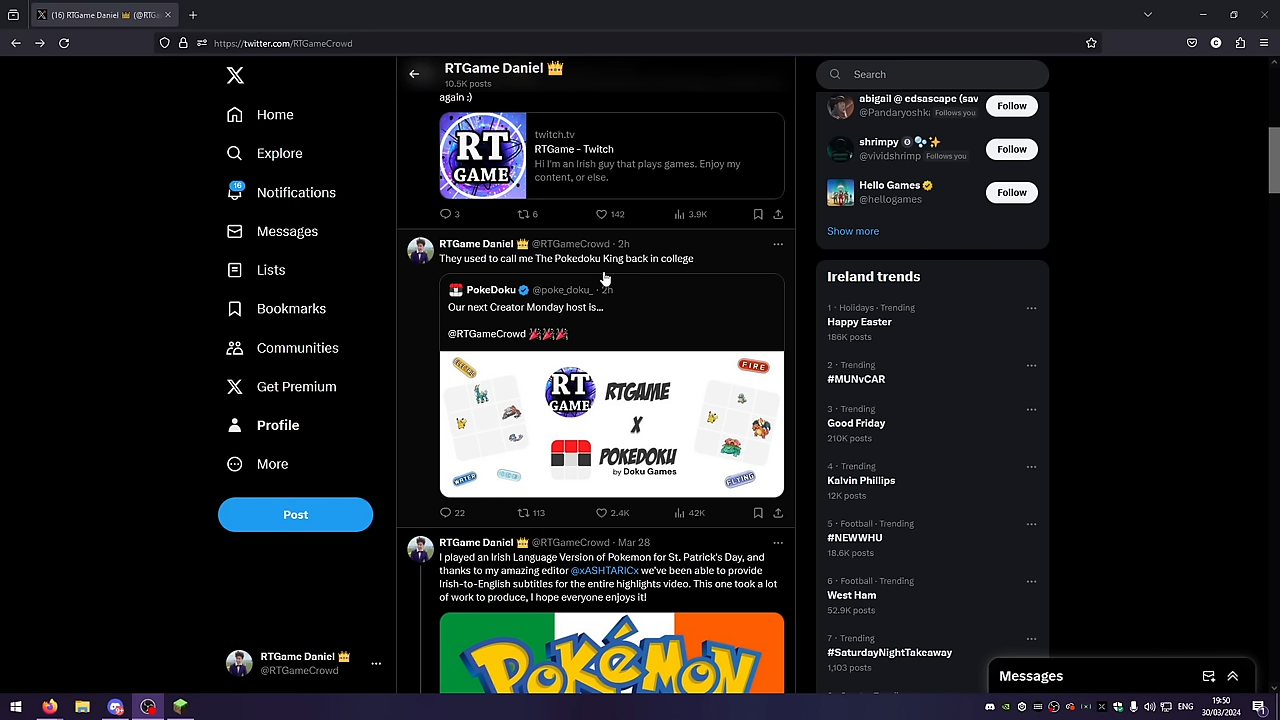 (16) RTGame Daniel 👑 (@RTG
https://twitter.com/RTGameCrowd
Home
Explore
16
Notifications
Messages
Lists
Bookmarks
Communities
Get Premium
Profile
More
Post
RTGame Daniel 👑
@RTGameCrowd
RTGame Daniel 👑
10.5K posts
again :)
RT
GAME
twitch.tv
RTGame - Twitch
Hi I'm an Irish guy that plays games. Enjoy my
content, or else.
3 6 142 3.9K
RTGame Daniel 👑 @RTGameCrowd · 2h
They used to call me The Pokedoku King back in college
PokeDoku @poke_doku_ · 2h
Our next Creator Monday host is...
@RTGameCrowd 🎉🎉🎉
FIRE
RT
GAME
RTGAME
X
POKEDOKU
by Doku Games
WATER
FLYING
22 113 2.4K 42K
RTGame Daniel 👑 @RTGameCrowd · Mar 28
I played an Irish Language Version of Pokemon for St. Patrick's Day, and
thanks to my amazing editor @xASHTARICx we've been able to provide
Irish-to-English subtitles for the entire highlights video. This one took a lot
of work to produce, I hope everyone enjoys it!
POKéMON
Search
abigail @ cdsascape (sav
@Pandaryoshk Follows you
Follow
shrimpy
@vividshrimp Follows you
Follow
Hello Games
@hellogames
Follow
Show more
Ireland trends
1 · Holidays · Trending
Happy Easter
186K posts
2 · Trending
#MUNvCAR
3 · Trending
Good Friday
210K posts
4 · Trending
Kalvin Phillips
12K posts
5 · Football · Trending
#NEWWHU
18.6K posts
6 · Football · Trending
West Ham
52.9K posts
7 · Trending
#SaturdayNightTakeaway
1,103 posts
Messages
ENG
19:50
30/03/2024